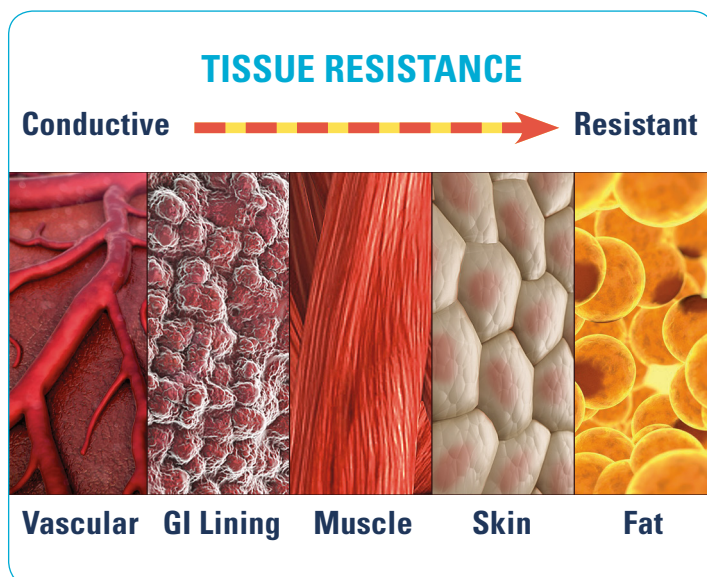 TISSUE RESISTANCE
Conductive Resistant
Vascular GI Lining Muscle Skin Fat